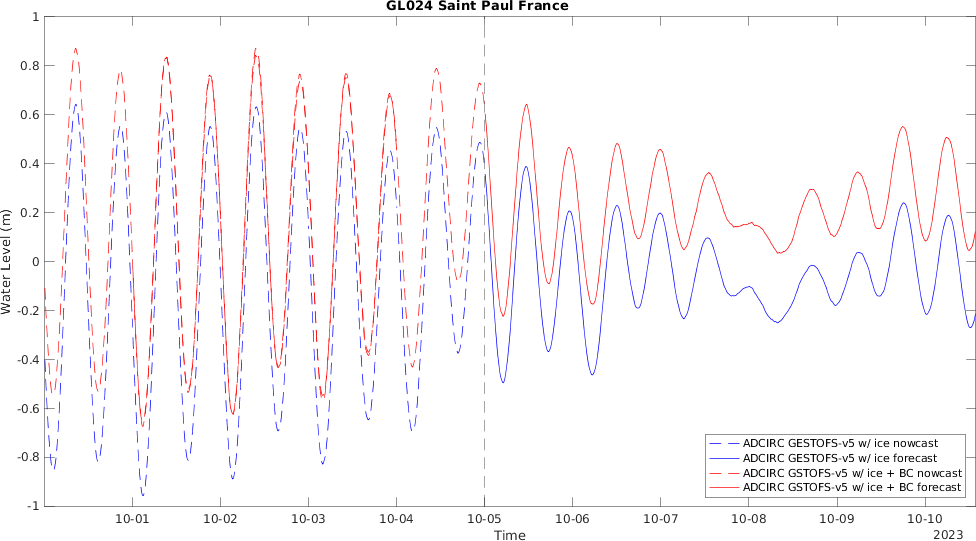 GL024 Saint Paul France
1
0.8
0.6
0.4
0.2
0
-0.2
-0.4
-0.6
-0.8
-1
Water Level (m)
ADCIRC GESTOFS-v5 w/ ice nowcast
ADCIRC GESTOFS-v5 w/ ice forecast
ADCIRC GSTOFS-v5 w/ ice + BC nowcast
ADCIRC GSTOFS-v5 w/ ice + BC forecast
10-01 10-02 10-03 10-04 10-05 10-06 10-07 10-08 10-09 10-10
Time
2023